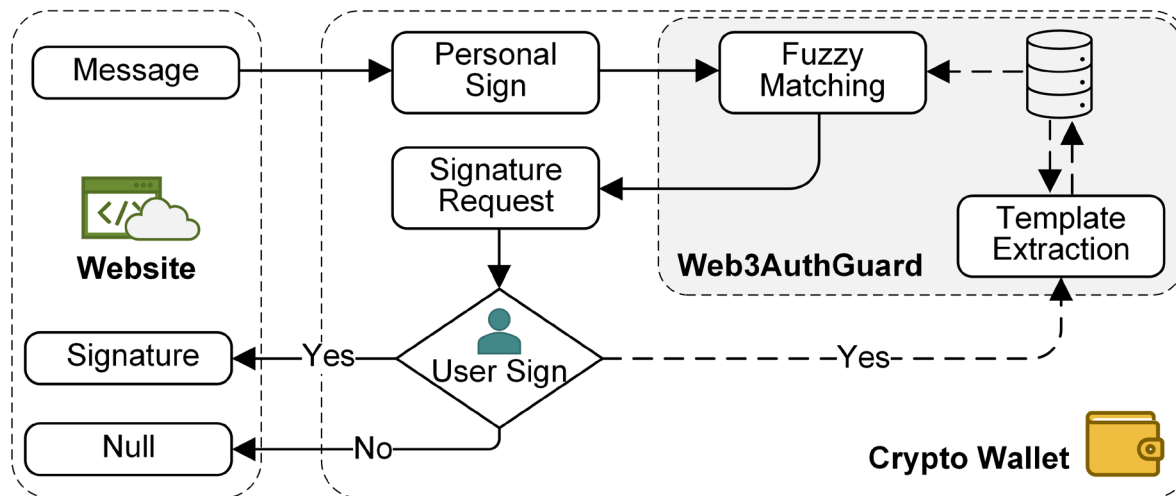 Message
Personal
Sign
Fuzzy
Matching
Signature
Request
Template
Extraction
Web3AuthGuard
Website
Signature
Yes
User Sign
Yes
Null
No
Crypto Wallet